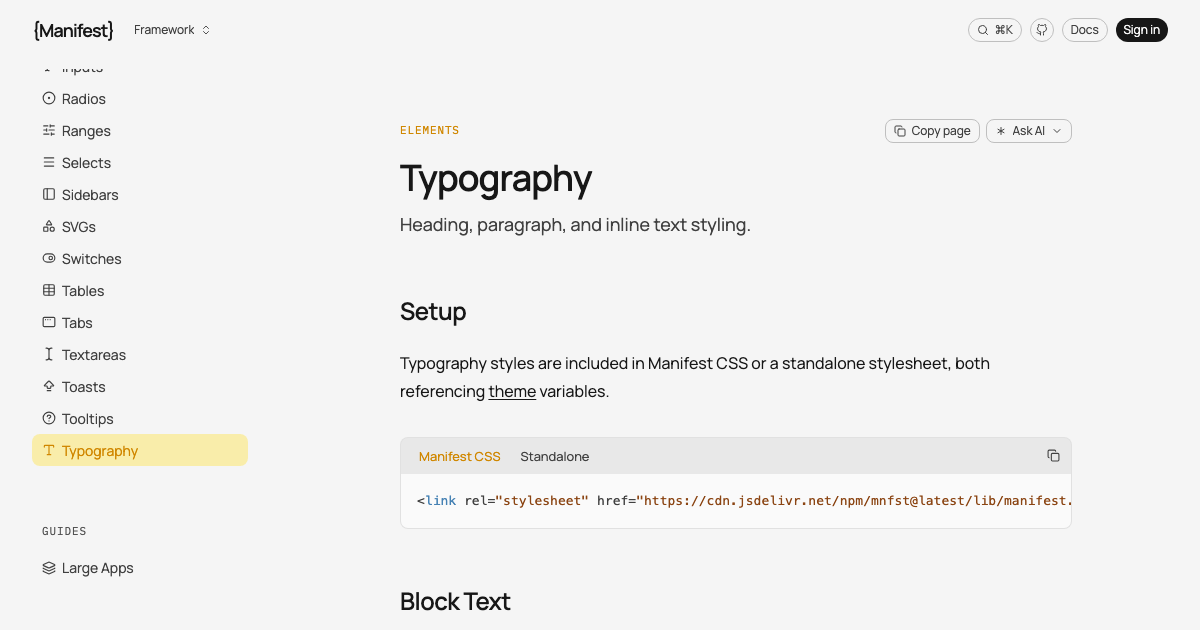 {Manifest}
Framework
⌘K
Docs
Sign in
Inputs
Radios
Ranges
Selects
Sidebars
SVGs
Switches
Tables
Tabs
Textareas
Toasts
Tooltips
Typography
GUIDES
Large Apps
ELEMENTS
Copy page
Ask AI
Typography
Heading, paragraph, and inline text styling.
Setup
Typography styles are included in Manifest CSS or a standalone stylesheet, both
referencing theme variables.
Manifest CSS
Standalone
<link rel="stylesheet" href="https://cdn.jsdelivr.net/npm/mnfst@latest/lib/manifest.
Block Text